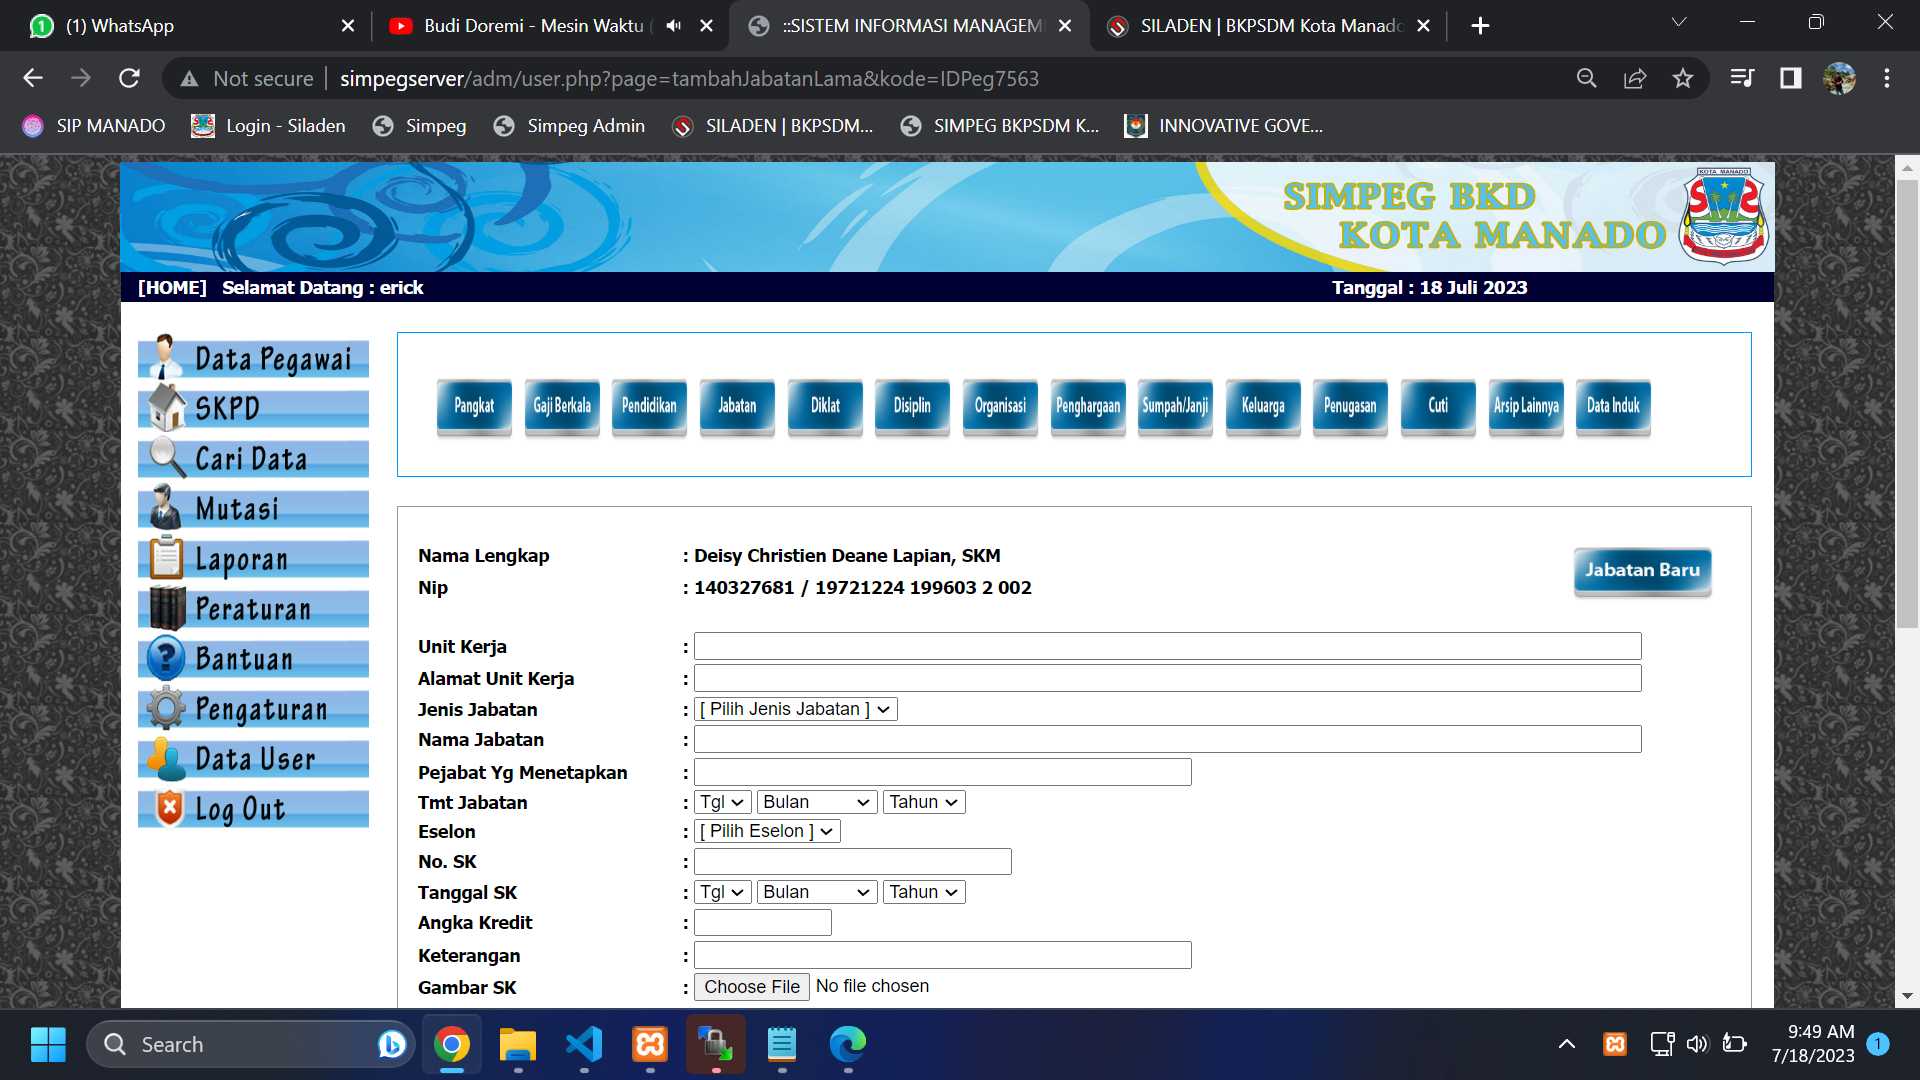 (1) WhatsApp
Budi Doremi - Mesin Waktu (
::SISTEM INFORMASI MANAGEM
SILADEN | BKPSDM Kota Manado
Not secure
simpegserver/adm/user.php?page=tambahJabatanLama&kode=IDPeg7563
SIP MANADO
Login - Siladen
Simpeg
Simpeg Admin
SILADEN | BKPSDM...
SIMPEG BKPSDM K...
INNOVATIVE GOVE...
SIMPEG BKD
KOTA MANADO
KOTA MANADO
[HOME] Selamat Datang : erick
Tanggal : 18 Juli 2023
Data Pegawai
SKPD
Cari Data
Mutasi
Laporan
Peraturan
Bantuan
Pengaturan
Data User
Log Out
Pangkat
Gaji Berkala
Pendidikan
Jabatan
Diklat
Disiplin
Organisasi
Penghargaan
Sumpah/Janji
Keluarga
Penugasan
Cuti
Arsip Lainnya
Data Induk
Nama Lengkap : Deisy Christien Deane Lapian, SKM
Nip : 140327681 / 19721224 199603 2 002
Jabatan Baru
Unit Kerja :
Alamat Unit Kerja :
Jenis Jabatan : [ Pilih Jenis Jabatan ]
Nama Jabatan :
Pejabat Yg Menetapkan :
Tmt Jabatan : Tgl Bulan Tahun
Eselon : [ Pilih Eselon ]
No. SK :
Tanggal SK : Tgl Bulan Tahun
Angka Kredit :
Keterangan :
Gambar SK : Choose File No file chosen
Search
9:49 AM
7/18/2023
1